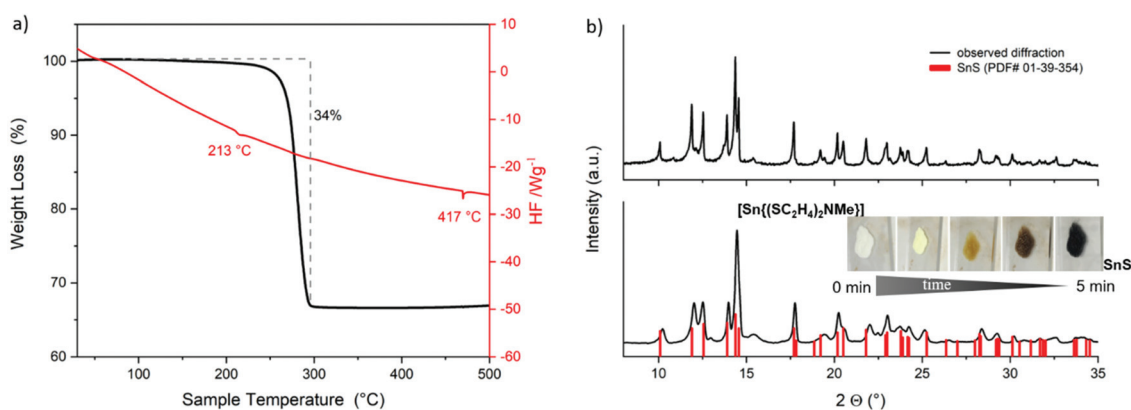 a)
Weight Loss (%)
100
90
80
70
60
100
200
300
400
500
Sample Temperature (°C)
10
0
-10
-20
-30
-40
-50
-60
HF /Wg⁻¹
34%
213 °C
417 °C
b)
Intensity (a.u.)
observed diffraction
SnS (PDF# 01-39-354)
[Sn{(SC₂H₄)₂NMe}]
SnS
0 min
time
5 min
10
15
20
25
30
35
2 Θ (°)